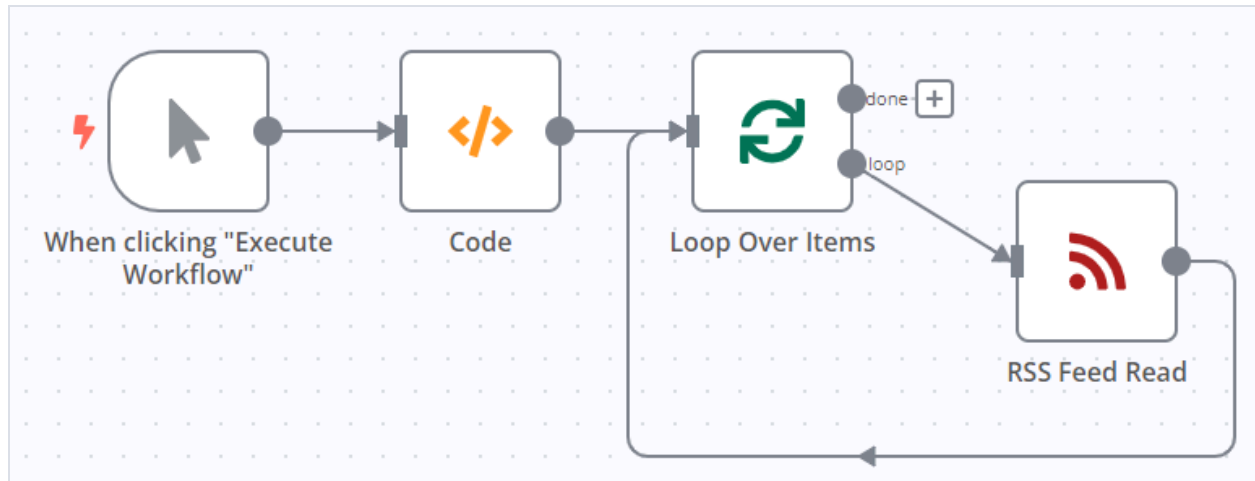 done
loop
When clicking "Execute
Workflow"
Code
Loop Over Items
RSS Feed Read